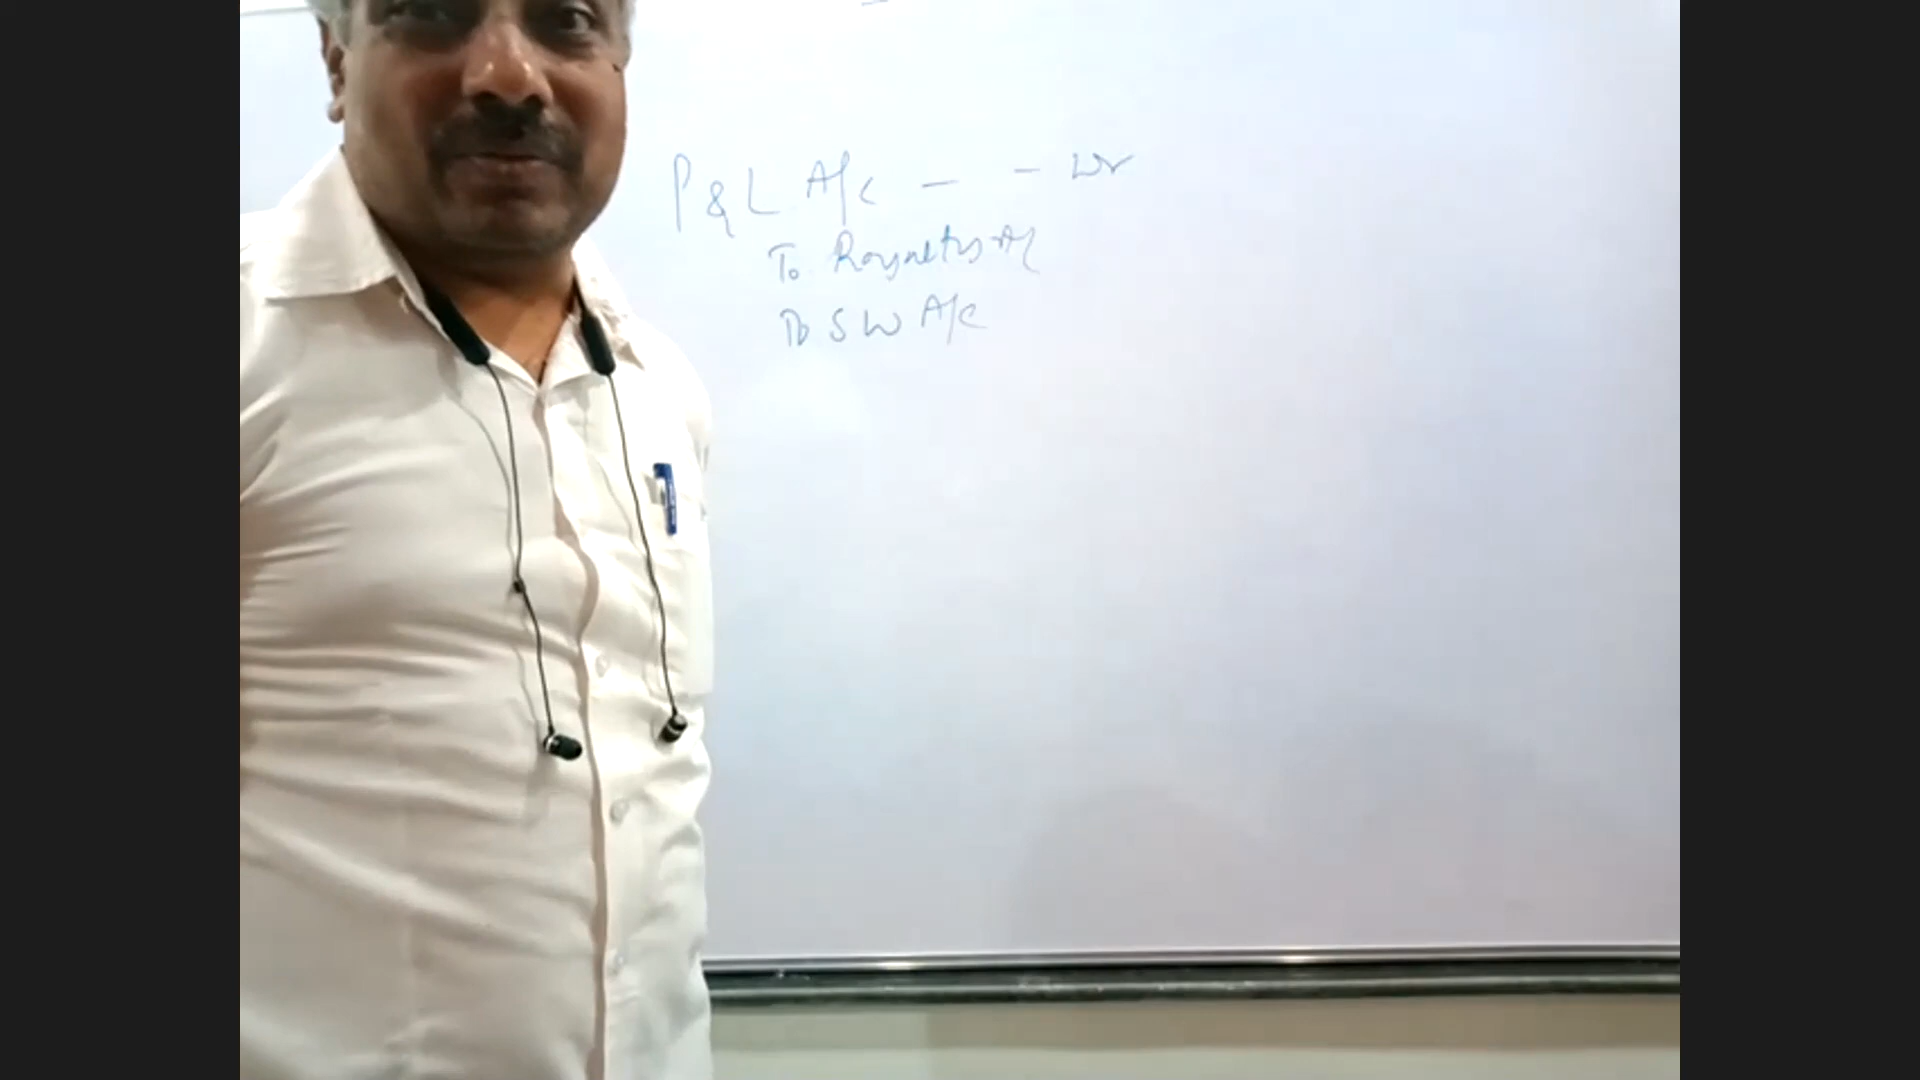 P & L A/c - - Dr
To Royalties A/c
To S W A/c